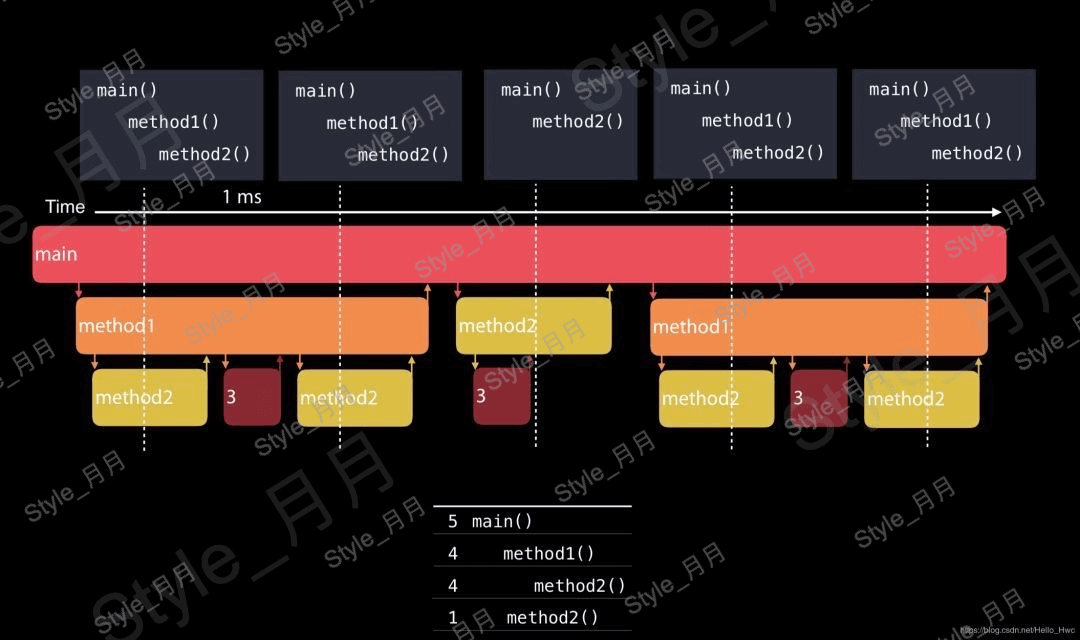 main()
method1()
method2()
main()
method1()
method2()
main()
method2()
main()
method1()
method2()
main()
method1()
method2()
1 ms
Time
main
method1
method2
method1
method2
3
method2
3
method2
3
method2
5 main()
4 method1()
4 method2()
1 method2()
Style_月月
https://blog.csdn.net/Hello_Hwc